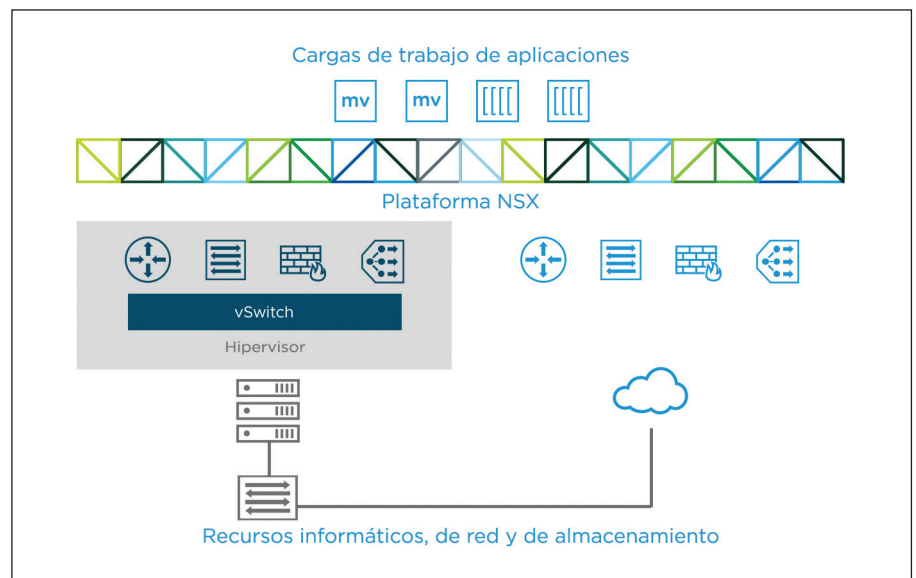 Cargas de trabajo de aplicaciones
mv
mv
Plataforma NSX
vSwitch
Hipervisor
Recursos informáticos, de red y de almacenamiento